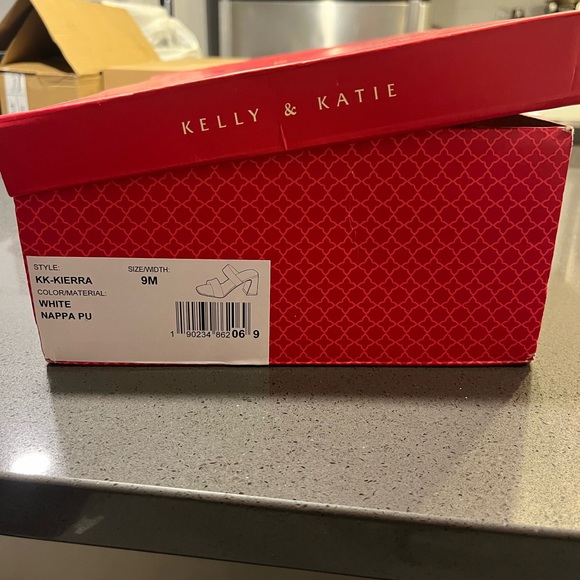 KELLY & KATIE
STYLE: SIZE/WIDTH:
KK-KIERRA 9M
COLOR/MATERIAL:
WHITE
NAPPA PU
1 90234 86206 9